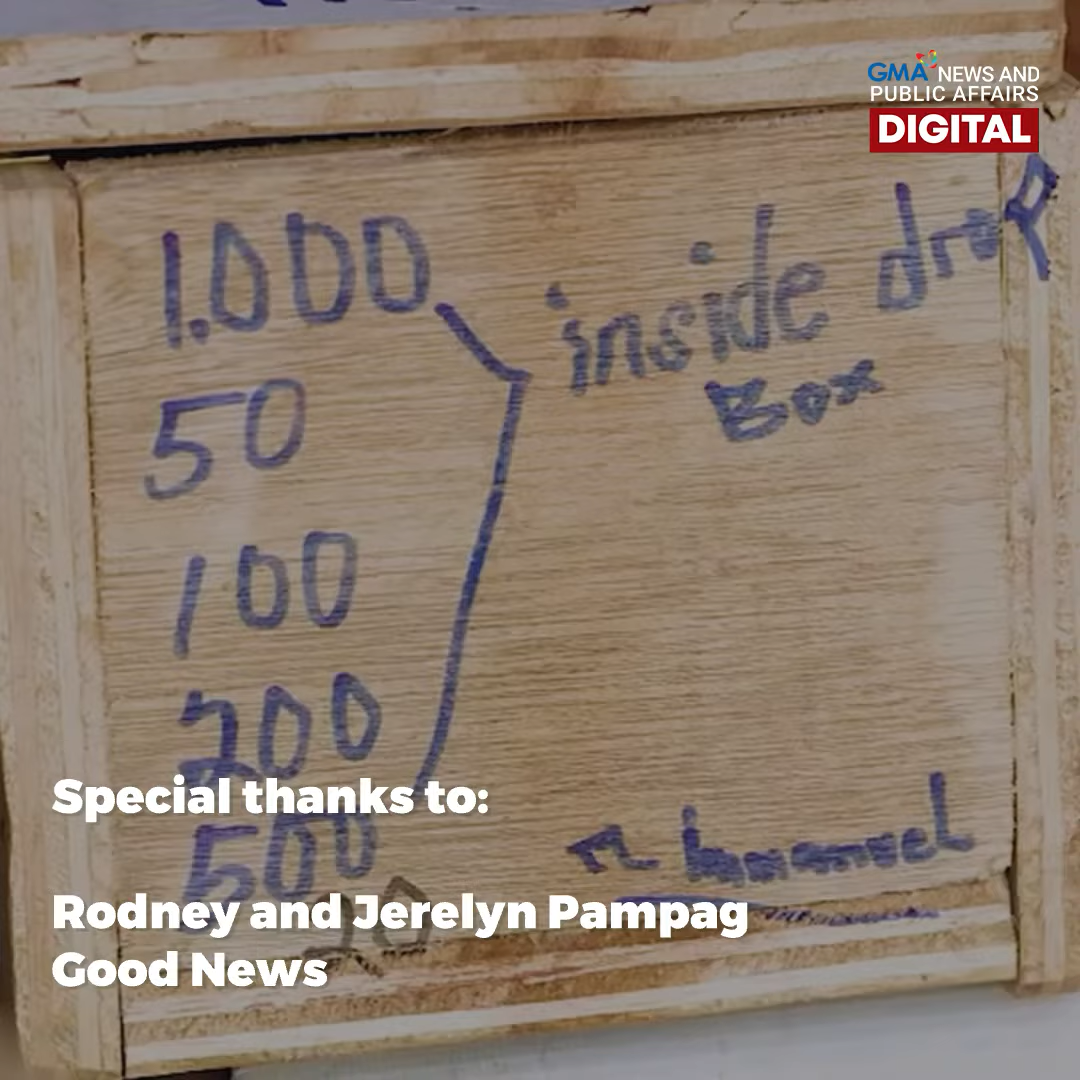 GMA NEWS AND
PUBLIC AFFAIRS
DIGITAL
1.000
inside drop
Box
50
100
200
500
20
Special thanks to:
Rodney and Jerelyn Pampag
Good News